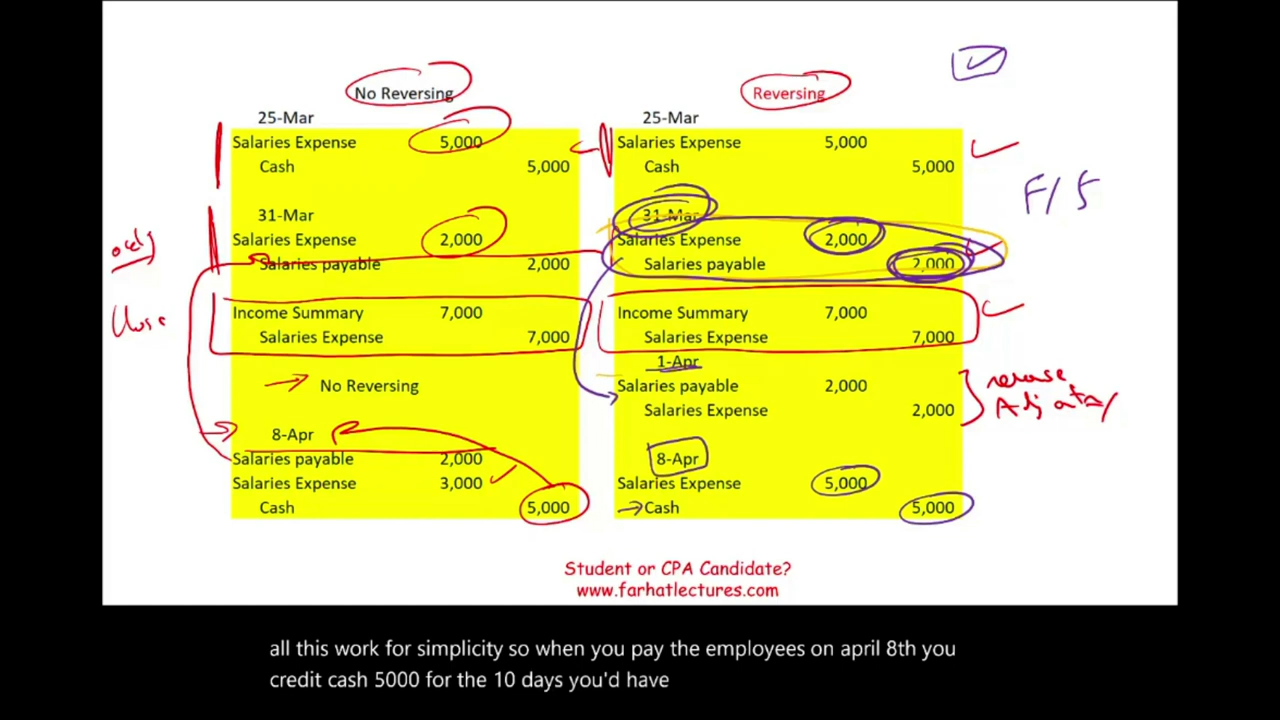 No Reversing
25-Mar
Salaries Expense 5,000
Cash 5,000
31-Mar
Salaries Expense 2,000
Salaries payable 2,000
Income Summary 7,000
Salaries Expense 7,000
No Reversing
8-Apr
Salaries payable 2,000
Salaries Expense 3,000
Cash 5,000
Close
Reversing
25-Mar
Salaries Expense 5,000
Cash 5,000
31-Mar
Salaries Expense 2,000
Salaries payable 2,000
Income Summary 7,000
Salaries Expense 7,000
1-Apr
Salaries payable 2,000
Salaries Expense 2,000
8-Apr
Salaries Expense 5,000
Cash 5,000
F/S
reverse
Student or CPA Candidate?
www.farhatlectures.com
all this work for simplicity so when you pay the employees on april 8th you
credit cash 5000 for the 10 days you'd have